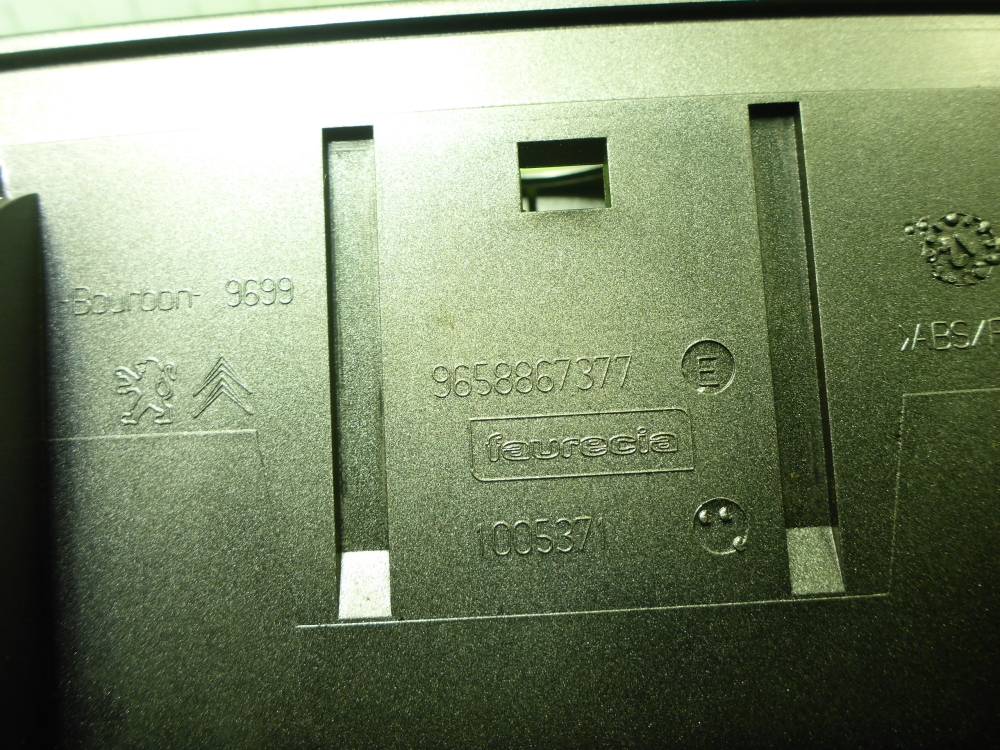 -Bourbon- 9699
9658867377 E
faurecia
1005371
>ABS/P